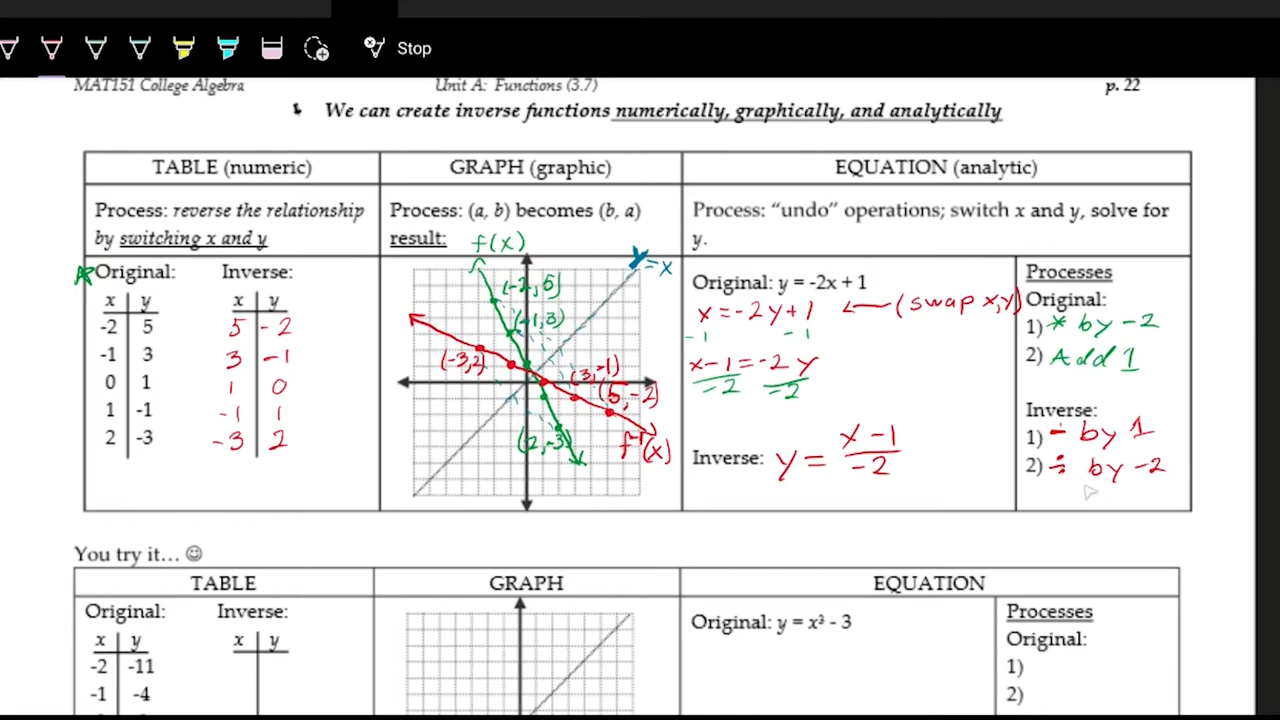 Stop
MAT151 College Algebra Unit A: Functions (3.7) p. 22
We can create inverse functions numerically, graphically, and analytically
TABLE (numeric) GRAPH (graphic) EQUATION (analytic)
Process: reverse the relationship
by switching x and y
Process: (a, b) becomes (b, a)
result:
Process: “undo” operations; switch x and y, solve for
y.
Original: Inverse:
x y x y
-2 5 5 -2
-1 3 3 -1
0 1 1 0
1 -1 -1 1
2 -3 -3 2
f(x)
y=x
(-2,5)
(-1,3)
(-3,2)
(3,-1)
(5,-2)
(2,-3)
f⁻¹(x)
Original: y = -2x + 1
x = -2y+1 ← (swap x,y)
-1 -1
x-1 = -2y
-2 -2
Inverse: y = x-1
-2
Processes
Original:
1) * by -2
2) Add 1
Inverse:
1) - by 1
2) ÷ by -2
You try it… ☺
TABLE GRAPH EQUATION
Original: Inverse:
x y x y
-2 -11
-1 -4
Original: y = x³ - 3
Processes
Original:
1)
2)